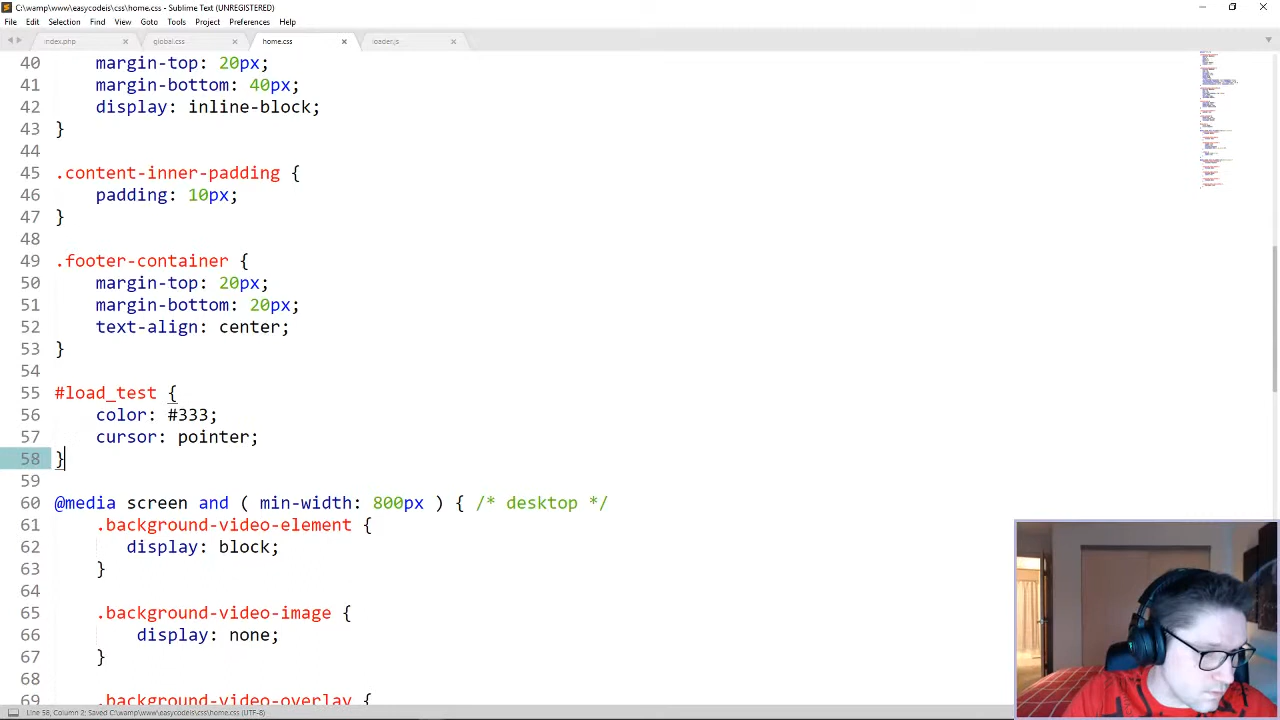 C:\wamp\www\easycodeis\css\home.css - Sublime Text (UNREGISTERED)
File Edit Selection Find View Goto Tools Project Preferences Help
index.php × global.css × home.css × loader.js ×
40 margin-top: 20px;
41 margin-bottom: 40px;
42 display: inline-block;
43 }
44
45 .content-inner-padding {
46 padding: 10px;
47 }
48
49 .footer-container {
50 margin-top: 20px;
51 margin-bottom: 20px;
52 text-align: center;
53 }
54
55 #load_test {
56 color: #333;
57 cursor: pointer;
58 }
59
60 @media screen and ( min-width: 800px ) { /* desktop */
61 .background-video-element {
62 display: block;
63 }
64
65 .background-video-image {
66 display: none;
67 }
68
69 .background-video-overlay {
Line 58, Column 2; Saved C:\wamp\www\easycodeis\css\home.css (UTF-8)